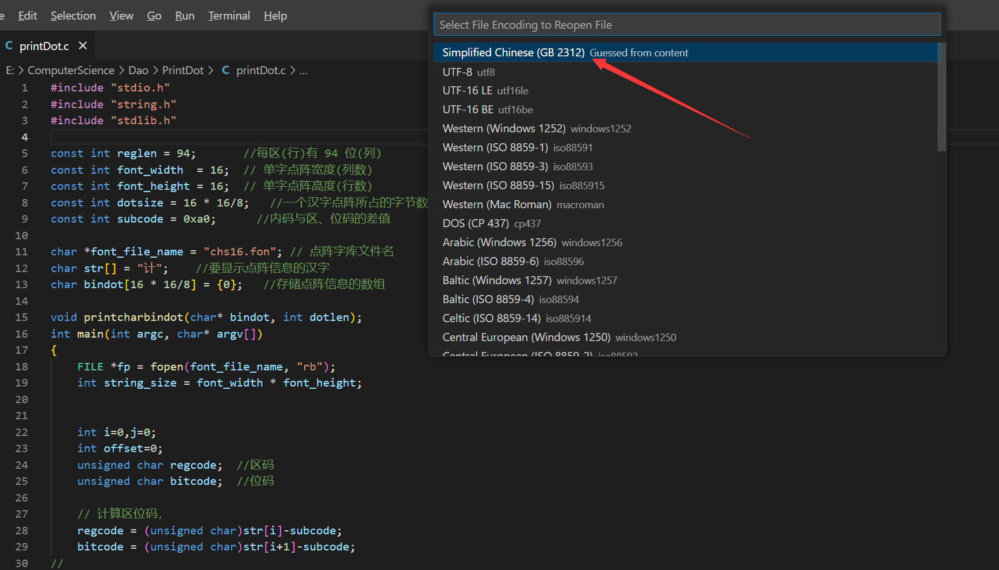 e Edit Selection View Go Run Terminal Help
C printDot.c ✕
E: > ComputerScience > Dao > PrintDot > C printDot.c > ...
1 #include "stdio.h"
2 #include "string.h"
3 #include "stdlib.h"
4
5 const int reglen = 94; //每区(行)有 94 位(列)
6 const int font_width = 16; // 单字点阵宽度(列数)
7 const int font_height = 16; // 单字点阵高度(行数)
8 const int dotsize = 16 * 16/8; //一个汉字点阵所占的字节数
9 const int subcode = 0xa0; //内码与区、位码的差值
10
11 char *font_file_name = "chs16.fon"; // 点阵字库文件名
12 char str[] = "计"; //要显示点阵信息的汉字
13 char bindot[16 * 16/8] = {0}; //存储点阵信息的数组
14
15 void printcharbindot(char* bindot, int dotlen);
16 int main(int argc, char* argv[])
17 {
18 FILE *fp = fopen(font_file_name, "rb");
19 int string_size = font_width * font_height;
20
21
22 int i=0,j=0;
23 int offset=0;
24 unsigned char regcode; //区码
25 unsigned char bitcode; //位码
26
27 // 计算区位码,
28 regcode = (unsigned char)str[i]-subcode;
29 bitcode = (unsigned char)str[i+1]-subcode;
30 //
Select File Encoding to Reopen File
Simplified Chinese (GB 2312) Guessed from content
UTF-8 utf8
UTF-16 LE utf16le
UTF-16 BE utf16be
Western (Windows 1252) windows1252
Western (ISO 8859-1) iso88591
Western (ISO 8859-3) iso88593
Western (ISO 8859-15) iso885915
Western (Mac Roman) macroman
DOS (CP 437) cp437
Arabic (Windows 1256) windows1256
Arabic (ISO 8859-6) iso88596
Baltic (Windows 1257) windows1257
Baltic (ISO 8859-4) iso88594
Celtic (ISO 8859-14) iso885914
Central European (Windows 1250) windows1250
Central European (ISO 8859-2) iso88592